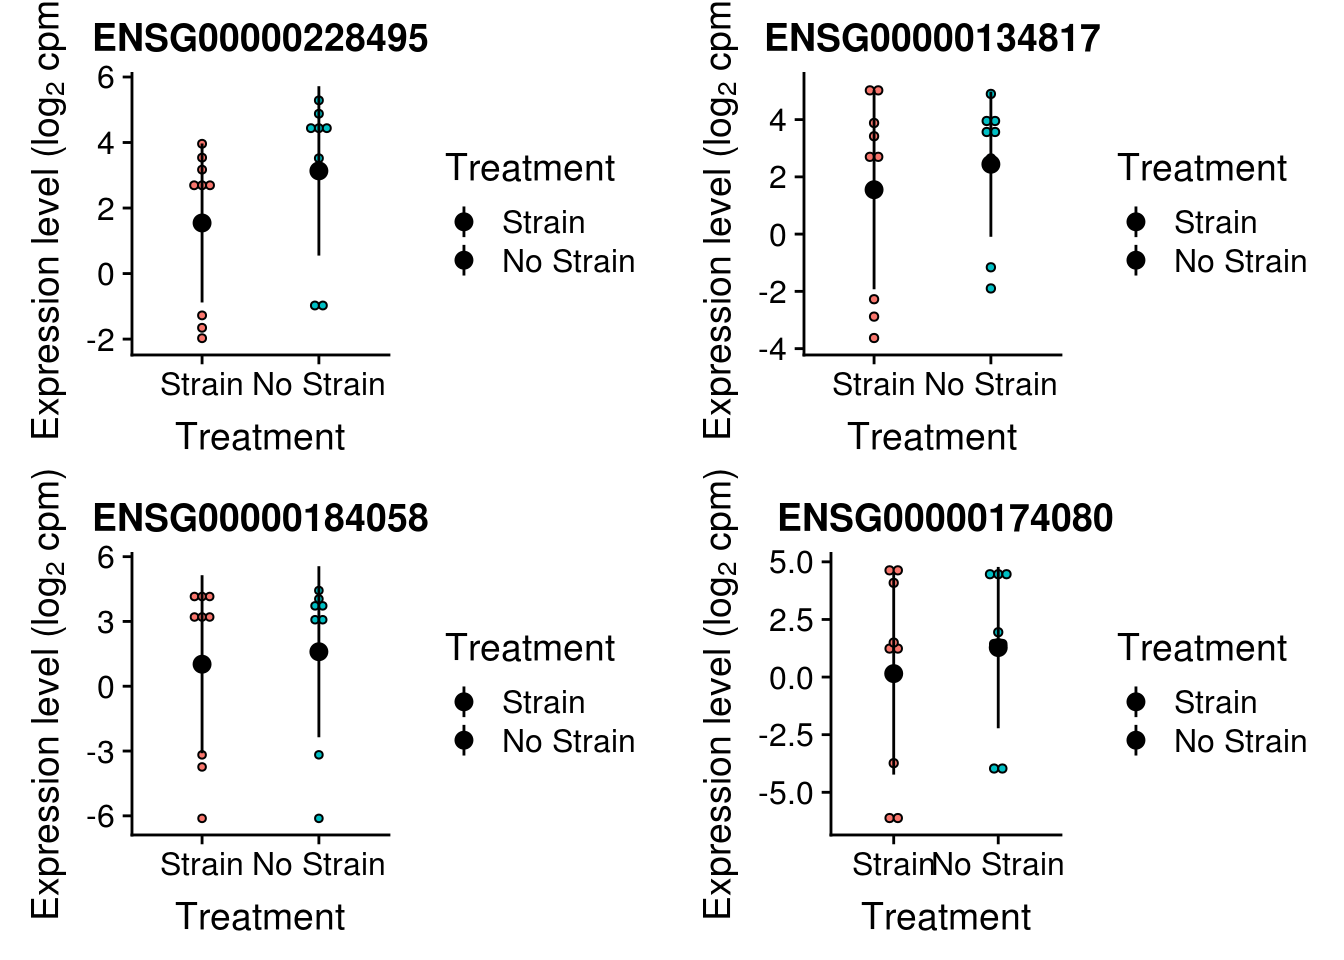 ENSG00000228495
Expression level (log2 cpm
6
4
2
0
-2
Strain No Strain
Treatment
Treatment
Strain
No Strain
ENSG00000134817
Expression level (log2 cpm
4
2
0
-2
-4
Strain No Strain
Treatment
Treatment
Strain
No Strain
ENSG00000184058
Expression level (log2 cpm)
6
3
0
-3
-6
Strain No Strain
Treatment
Treatment
Strain
No Strain
ENSG00000174080
Expression level (log2 cpm)
5.0
2.5
0.0
-2.5
-5.0
Strain No Strain
Treatment
Treatment
Strain
No Strain